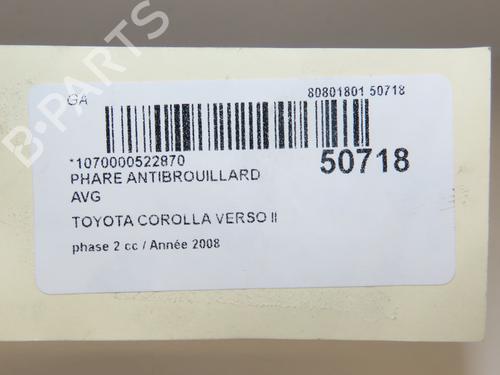 GA
80801801 50718
*1070000522870
50718
PHARE ANTIBROUILLARD
AVG
TOYOTA COROLLA VERSO II
phase 2 cc / Année 2008
B-PARTS